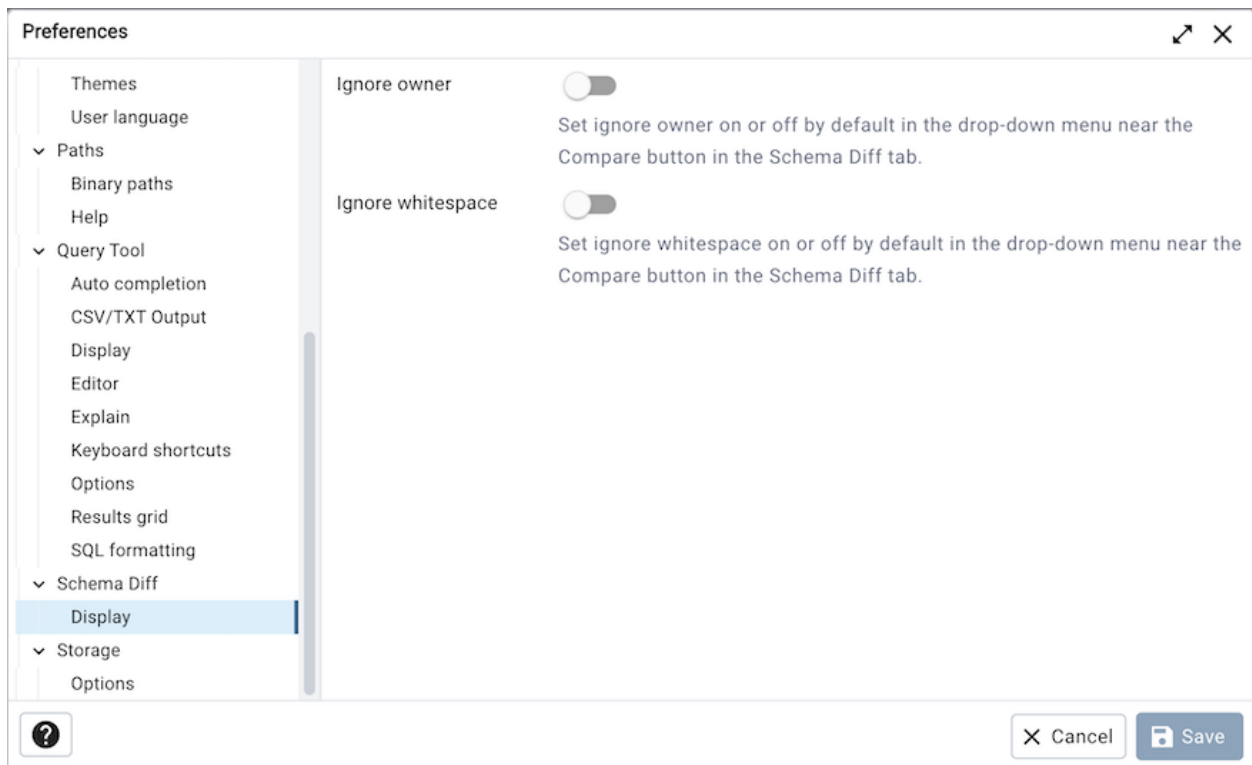 Preferences
Themes
User language
Paths
Binary paths
Help
Query Tool
Auto completion
CSV/TXT Output
Display
Editor
Explain
Keyboard shortcuts
Options
Results grid
SQL formatting
Schema Diff
Display
Storage
Options
Ignore owner
Set ignore owner on or off by default in the drop-down menu near the
Compare button in the Schema Diff tab.
Ignore whitespace
Set ignore whitespace on or off by default in the drop-down menu near the
Compare button in the Schema Diff tab.
Cancel
Save